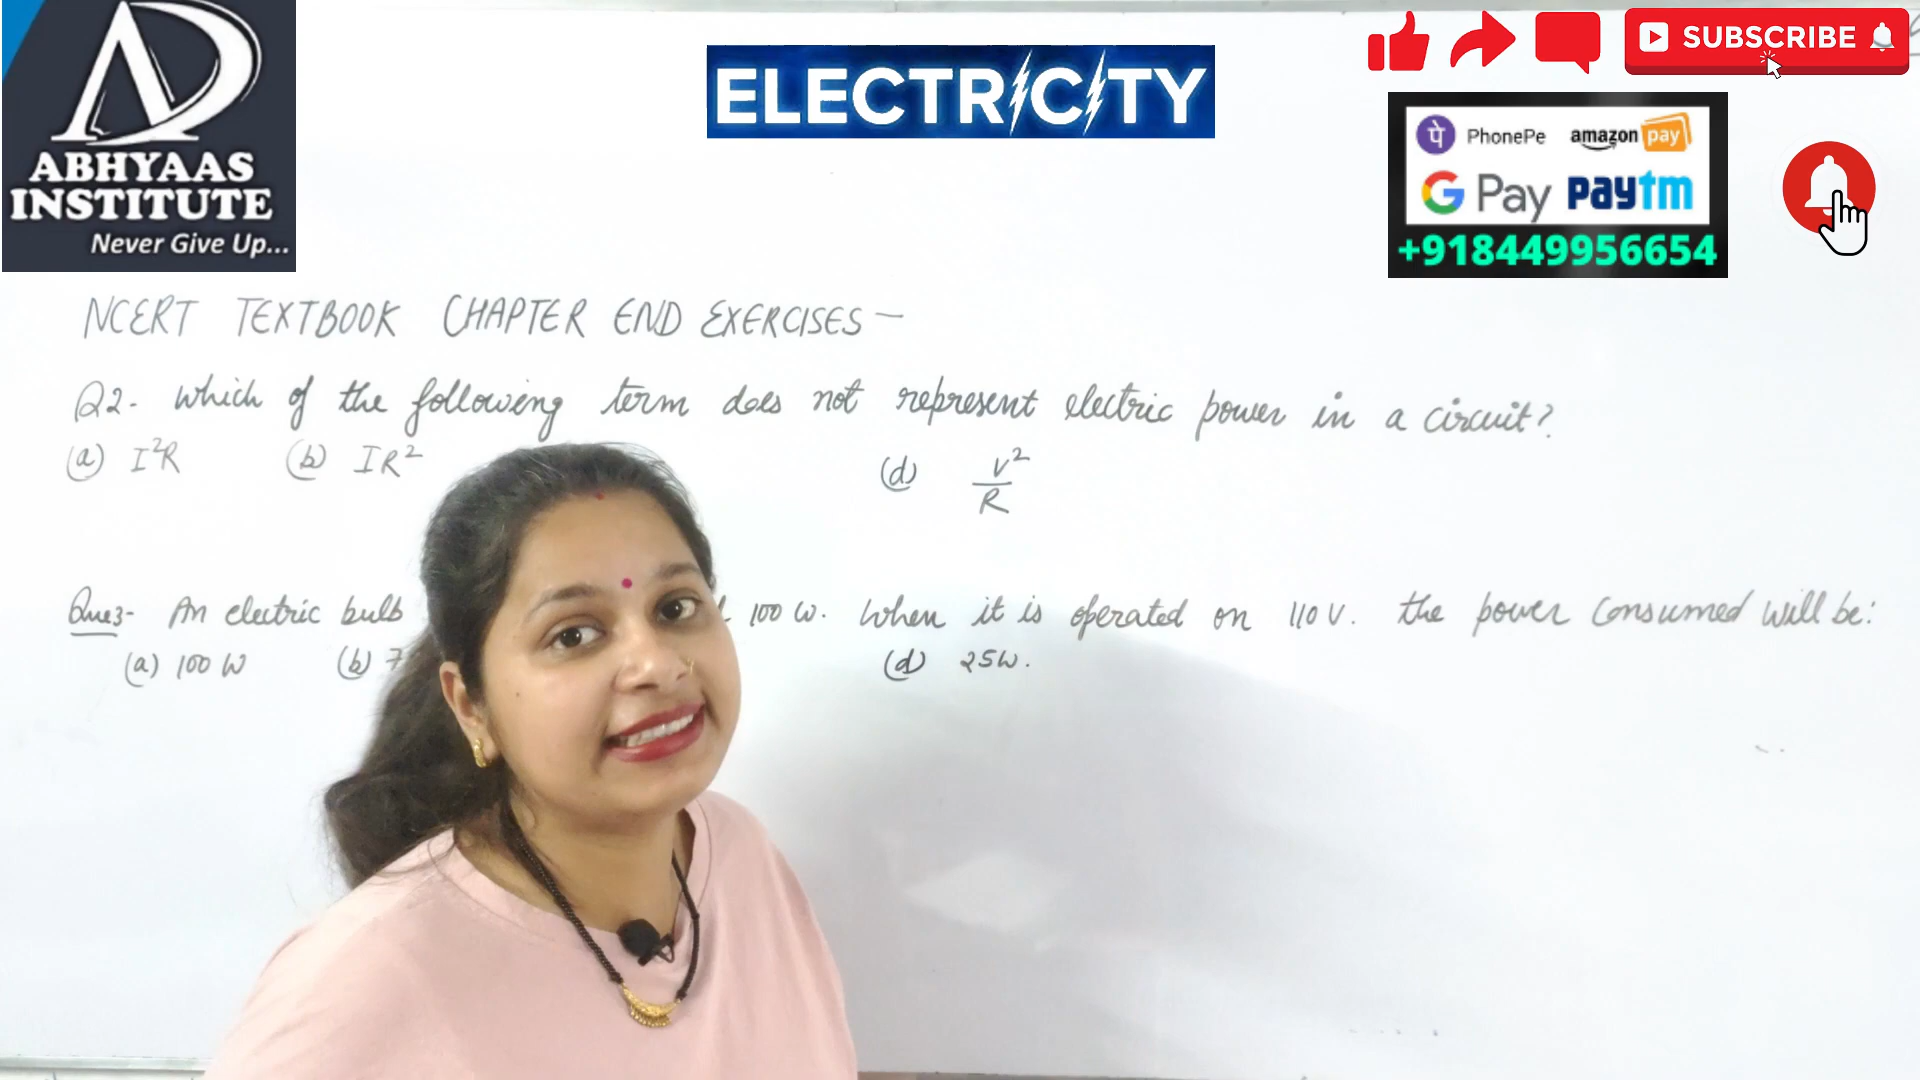 ABHYAAS
INSTITUTE
Never Give Up...
ELECTRICITY
SUBSCRIBE
पे PhonePe amazon pay
G Pay paytm
+918449956654
NCERT TEXTBOOK CHAPTER END EXERCISES —
Q2- which of the following term does not represent electric power in a circuit?
(a) I²R (b) IR² (d) V²/R
Que3- An electric bulb 100 W. When it is operated on 110 V. the power consumed will be:
(a) 100 W (b) 7 (d) 25W.